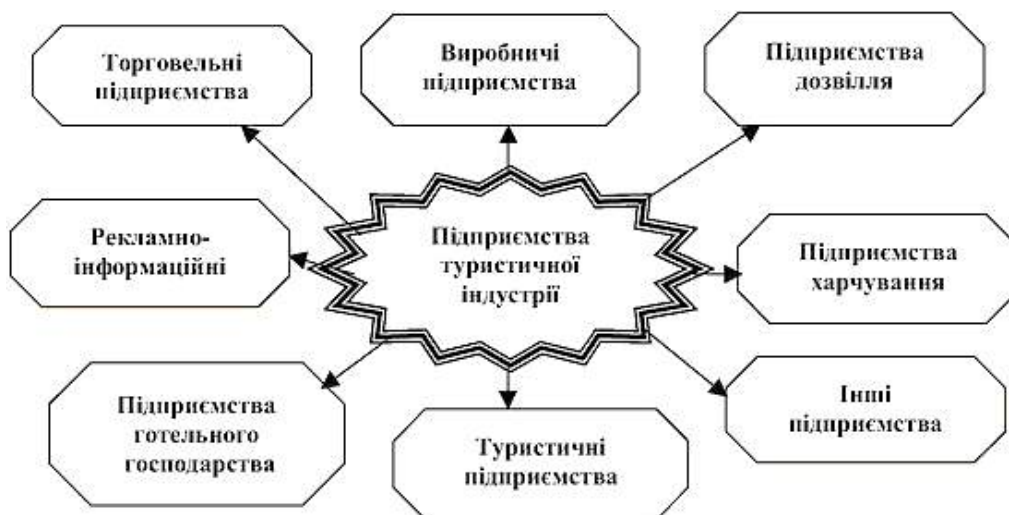 Торговельні
підприємства
Виробничі
підприємства
Підприємства
дозвілля
Рекламно-
інформаційні
Підприємства
туристичної
індустрії
Підприємства
харчування
Підприємства
готельного
господарства
Туристичні
підприємства
Інші
підприємства